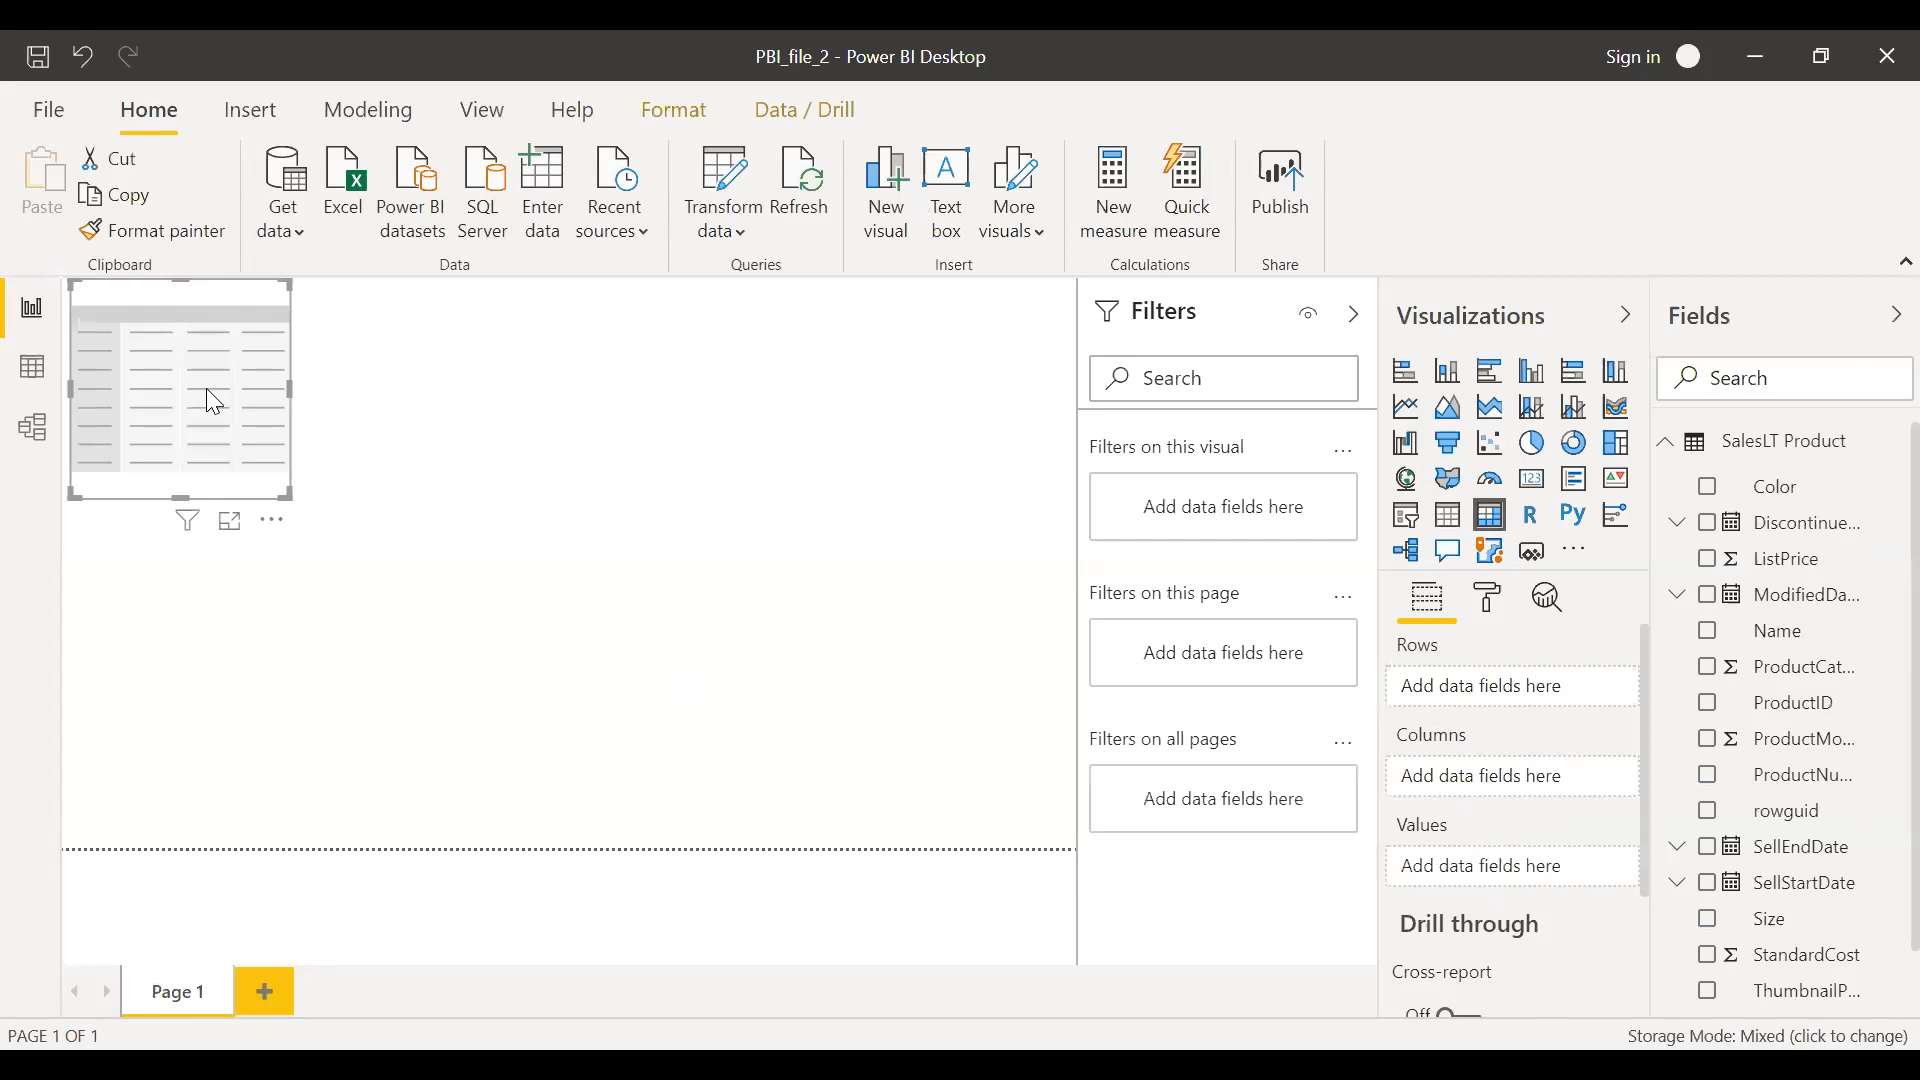 PBI_file_2 - Power BI Desktop
Sign in
File
Home
Insert
Modeling
View
Help
Format
Data / Drill
Paste
Cut
Copy
Format painter
Clipboard
Get
data
Excel
Power BI
datasets
SQL
Server
Enter
data
Recent
sources
Data
Transform
data
Refresh
Queries
New
visual
A
Text
box
More
visuals
Insert
New
measure
Quick
measure
Calculations
Publish
Share
Filters
Search
Filters on this visual
...
Add data fields here
Filters on this page
...
Add data fields here
Filters on all pages
...
Add data fields here
Visualizations
123
R
Py
...
Rows
Add data fields here
Columns
Add data fields here
Values
Add data fields here
Drill through
Cross-report
Off
Fields
Search
SalesLT Product
Color
Discontinue...
ListPrice
ModifiedDa...
Name
ProductCat...
ProductID
ProductMo...
ProductNu...
rowguid
SellEndDate
SellStartDate
Size
StandardCost
ThumbnailP...
Page 1
PAGE 1 OF 1
Storage Mode: Mixed (click to change)